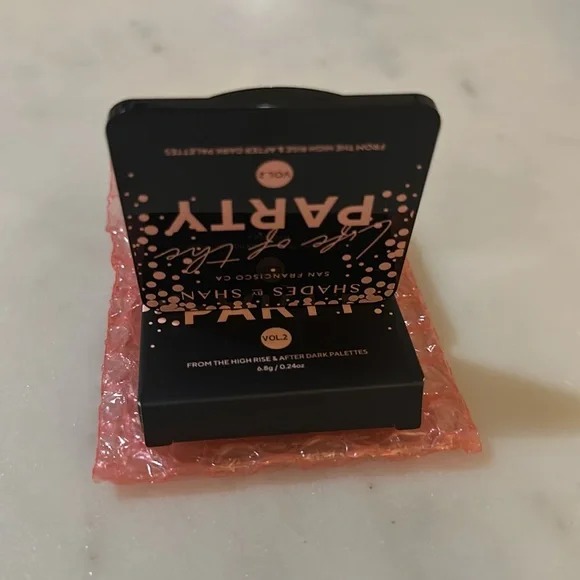 SHADES BY SHAN
SAN FRANCISCO CA
Life of the
PARTY
VOL.2
FROM THE HIGH RISE & AFTER DARK PALETTES
PARTY
VOL.2
FROM THE HIGH RISE & AFTER DARK PALETTES
6.8g / 0.24oz